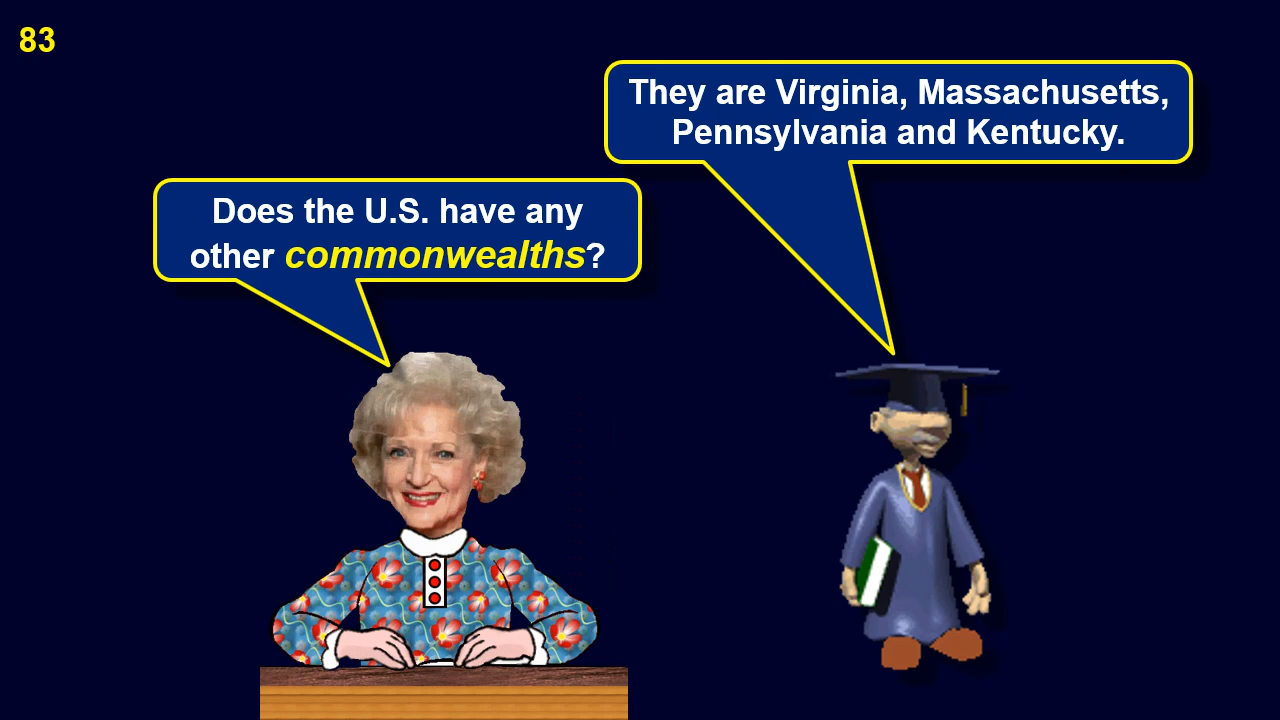 83
Does the U.S. have any
other commonwealths?
They are Virginia, Massachusetts,
Pennsylvania and Kentucky.